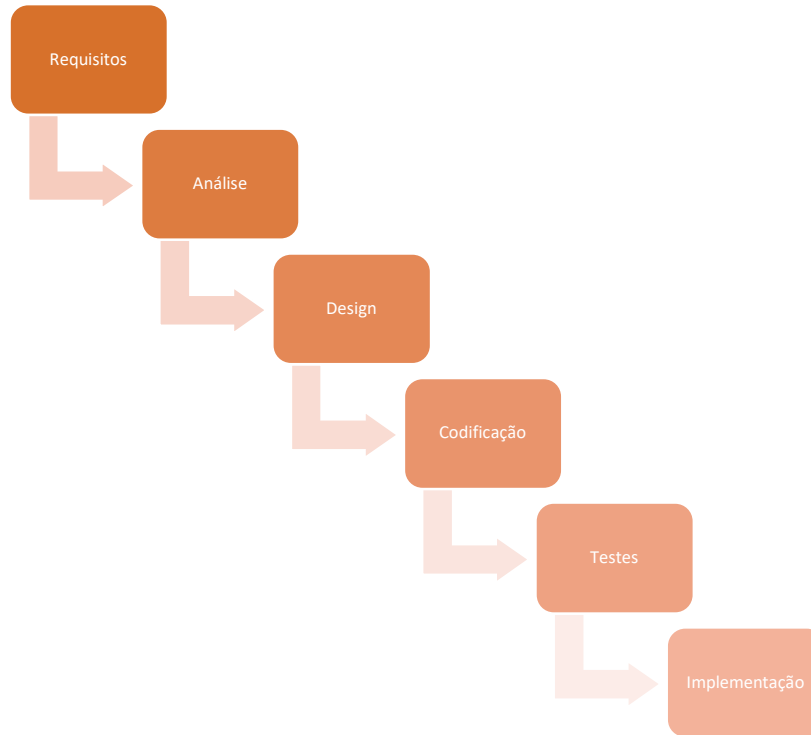 Requisitos
Análise
Design
Codificação
Testes
Implementação